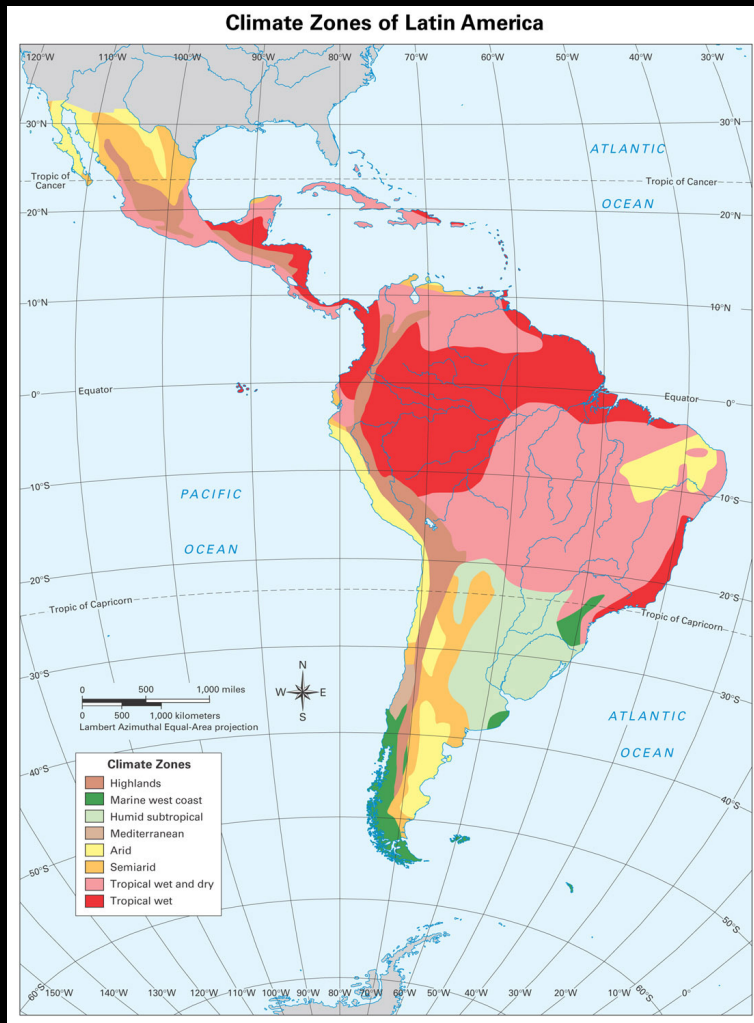 Climate Zones of Latin America
120°W 110°W 100°W 90°W 80°W 70°W 60°W 50°W 40°W 30°W
30°N
ATLANTIC
30°N
Tropic of
Cancer
Tropic of Cancer
20°N
OCEAN
20°N
10°N
10°N
0°
Equator
Equator
0°
10°S
10°S
PACIFIC
OCEAN
20°S
20°S
Tropic of Capricorn
Tropic of Capricorn
30°S
30°S
0 500 1,000 miles
0 500 1,000 kilometers
Lambert Azimuthal Equal-Area projection
N
W E
S
ATLANTIC
OCEAN
40°S
40°S
Climate Zones
Highlands
Marine west coast
Humid subtropical
Mediterranean
Arid
Semiarid
Tropical wet and dry
Tropical wet
50°S
50°S
60°S 150°W 140°W 130°W 120°W 110°W 100°W 90°W 80°W 70°W 60°W 50°W 40°W 30°W 20°W 10°W 0° 60°S